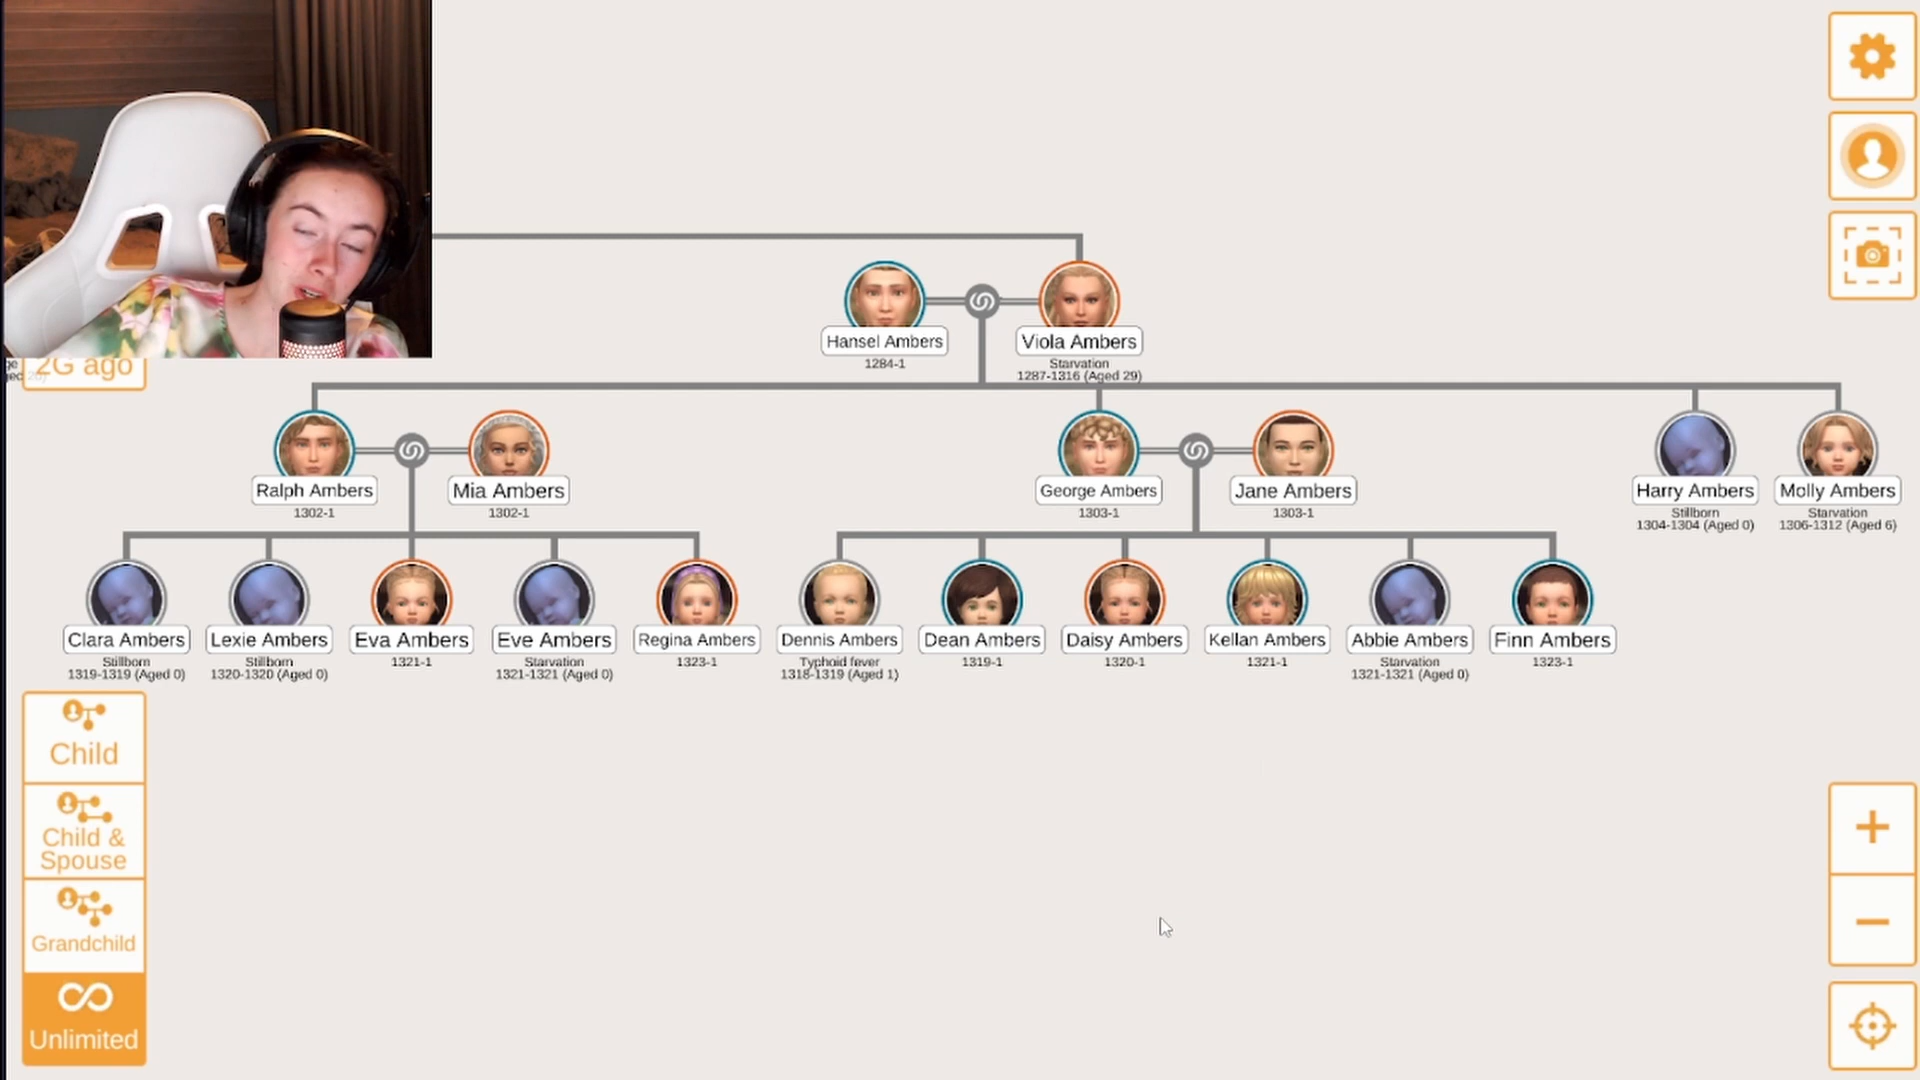 Hansel Ambers
1284-1
Viola Ambers
Starvation
1287-1316 (Aged 29)
2G ago
Ralph Ambers
1302-1
Mia Ambers
1302-1
George Ambers
1303-1
Jane Ambers
1303-1
Harry Ambers
Stillborn
1304-1304 (Aged 0)
Molly Ambers
Starvation
1306-1312 (Aged 6)
Clara Ambers
Stillborn
1319-1319 (Aged 0)
Lexie Ambers
Stillborn
1320-1320 (Aged 0)
Eva Ambers
1321-1
Eve Ambers
Starvation
1321-1321 (Aged 0)
Regina Ambers
1323-1
Dennis Ambers
Typhoid fever
1318-1319 (Aged 1)
Dean Ambers
1319-1
Daisy Ambers
1320-1
Kellan Ambers
1321-1
Abbie Ambers
Starvation
1321-1321 (Aged 0)
Finn Ambers
1323-1
Child
Child &
Spouse
Grandchild
Unlimited